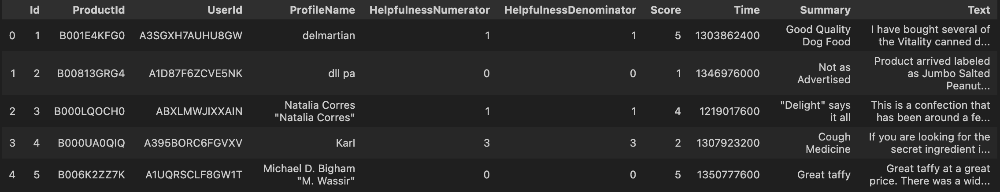 Id ProductId UserId ProfileName HelpfulnessNumerator HelpfulnessDenominator Score Time Summary Text
0 1 B001E4KFG0 A3SGXH7AUHU8GW delmartian 1 1 5 1303862400 Good Quality Dog Food I have bought several of the Vitality canned d...
1 2 B00813GRG4 A1D87F6ZCVE5NK dll pa 0 0 1 1346976000 Not as Advertised Product arrived labeled as Jumbo Salted Peanut...
2 3 B000LQOCH0 ABXLMWJIXXAIN Natalia Corres "Natalia Corres" 1 1 4 1219017600 "Delight" says it all This is a confection that has been around a fe...
3 4 B000UA0QIQ A395BORC6FGVXV Karl 3 3 2 1307923200 Cough Medicine If you are looking for the secret ingredient i...
4 5 B006K2ZZ7K A1UQRSCLF8GW1T Michael D. Bigham "M. Wassir" 0 0 5 1350777600 Great taffy Great taffy at a great price. There was a wid...